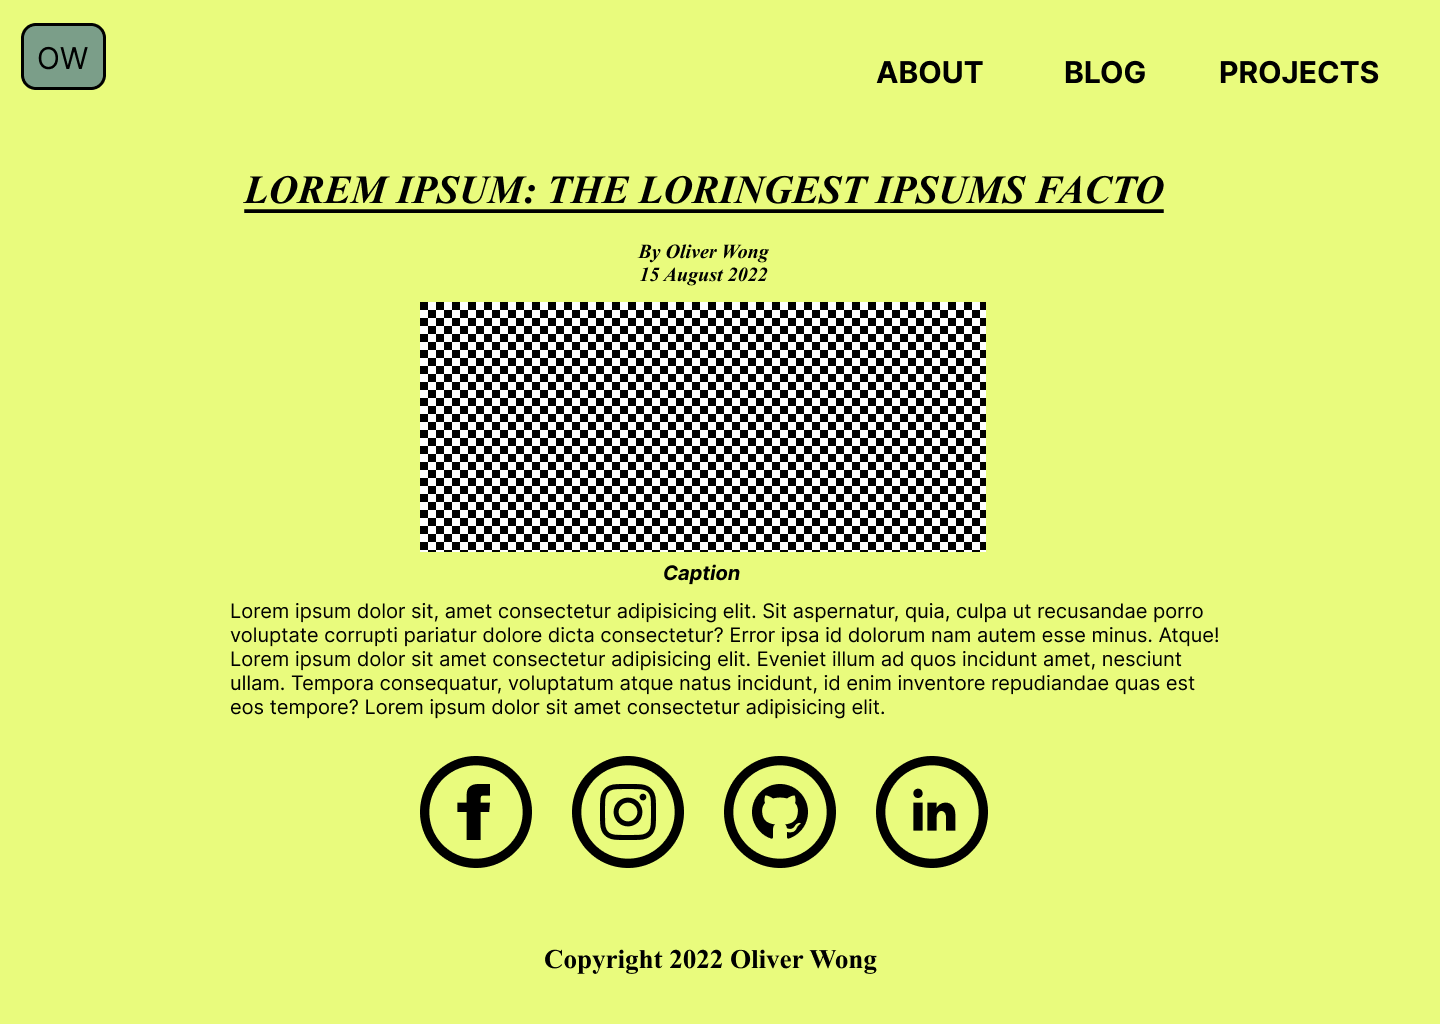 OW
ABOUT BLOG PROJECTS
LOREM IPSUM: THE LORINGEST IPSUMS FACTO
By Oliver Wong
15 August 2022
Caption
Lorem ipsum dolor sit, amet consectetur adipisicing elit. Sit aspernatur, quia, culpa ut recusandae porro
voluptate corrupti pariatur dolore dicta consectetur? Error ipsa id dolorum nam autem esse minus. Atque!
Lorem ipsum dolor sit amet consectetur adipisicing elit. Eveniet illum ad quos incidunt amet, nesciunt
ullam. Tempora consequatur, voluptatum atque natus incidunt, id enim inventore repudiandae quas est
eos tempore? Lorem ipsum dolor sit amet consectetur adipisicing elit.
Copyright 2022 Oliver Wong